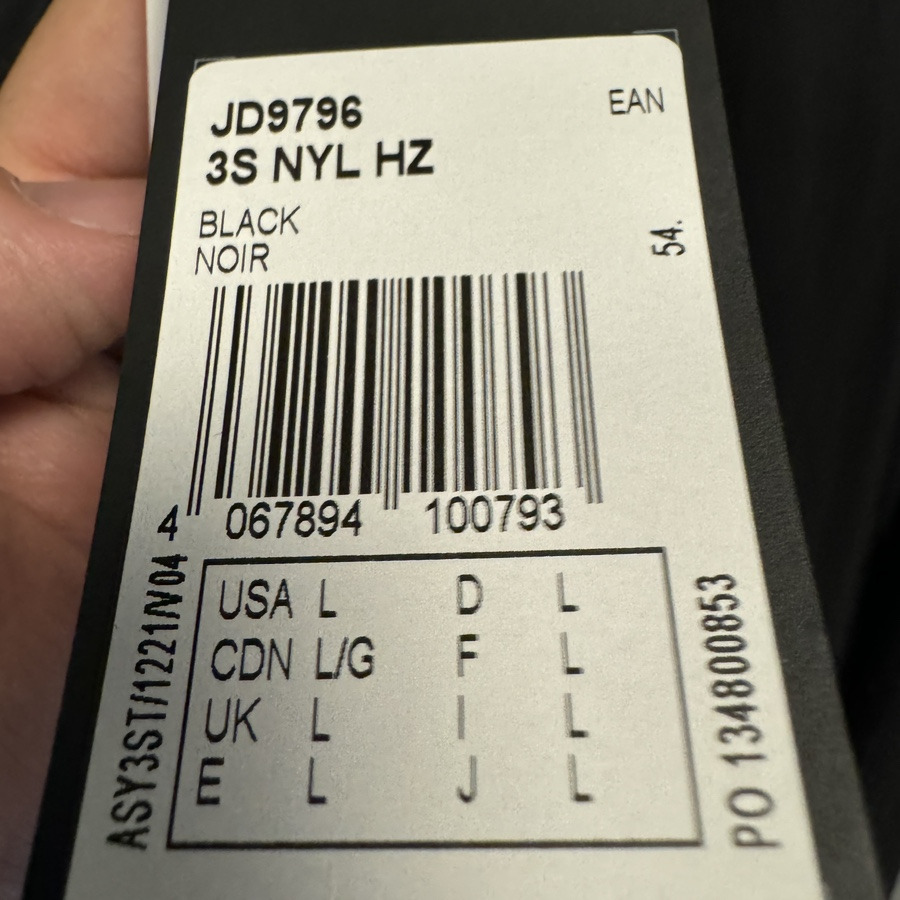 JD9796
EAN
3S NYL HZ
BLACK
NOIR
54.
4 067894 100793
USA L D L
CDN L/G F L
UK L I L
E L J L
ASY3ST/1221/V04
PO 134800853